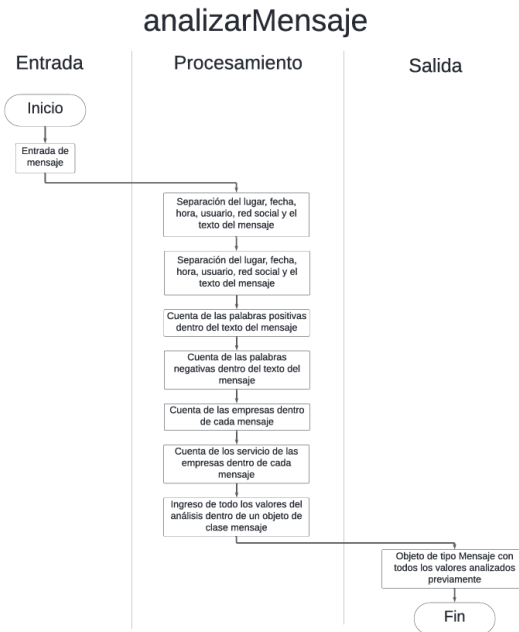 analizarMensaje
Entrada
Procesamiento
Salida
Inicio
Entrada de
mensaje
Separación del lugar, fecha,
hora, usuario, red social y el
texto del mensaje
Separación del lugar, fecha,
hora, usuario, red social y el
texto del mensaje
Cuenta de las palabras positivas
dentro del texto del mensaje
Cuenta de las palabras
negativas dentro del texto del
mensaje
Cuenta de las empresas dentro
de cada mensaje
Cuenta de los servicio de las
empresas dentro de cada
mensaje
Ingreso de todo los valores del
análisis dentro de un objeto de
clase mensaje
Objeto de tipo Mensaje con
todos los valores analizados
previamente
Fin